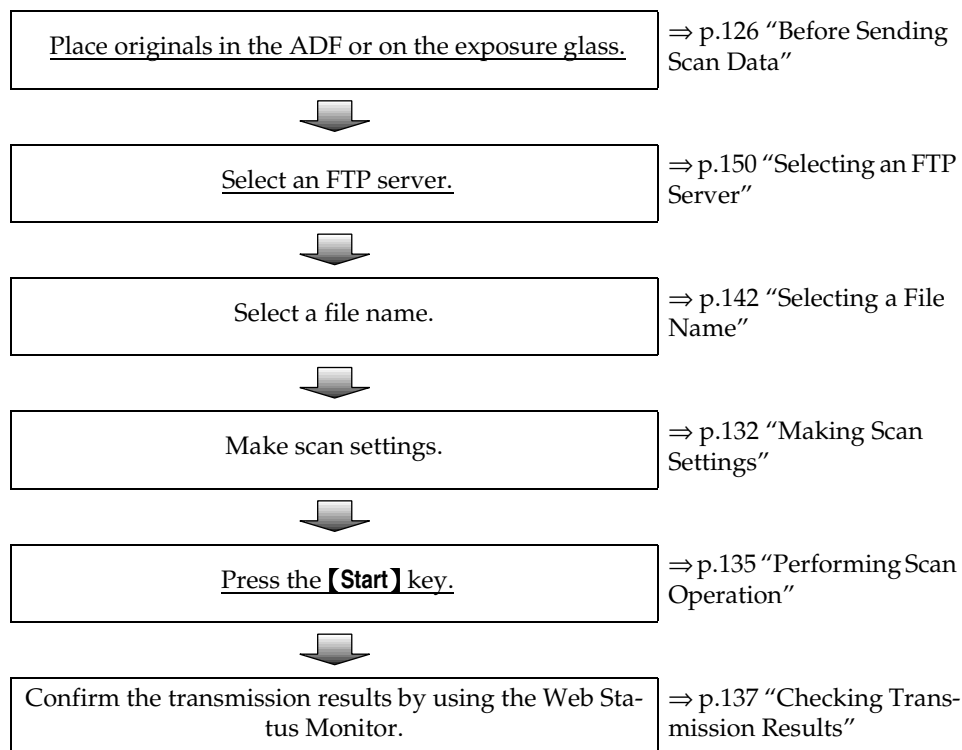 Place originals in the ADF or on the exposure glass.
⇒ p.126 “Before Sending
Scan Data”
Select an FTP server.
⇒ p.150 “Selecting an FTP
Server”
Select a file name.
⇒ p.142 “Selecting a File
Name”
Make scan settings.
⇒ p.132 “Making Scan
Settings”
Press the 【Start】 key.
⇒ p.135 “Performing Scan
Operation”
Confirm the transmission results by using the Web Sta-
tus Monitor.
⇒ p.137 “Checking Trans-
mission Results”